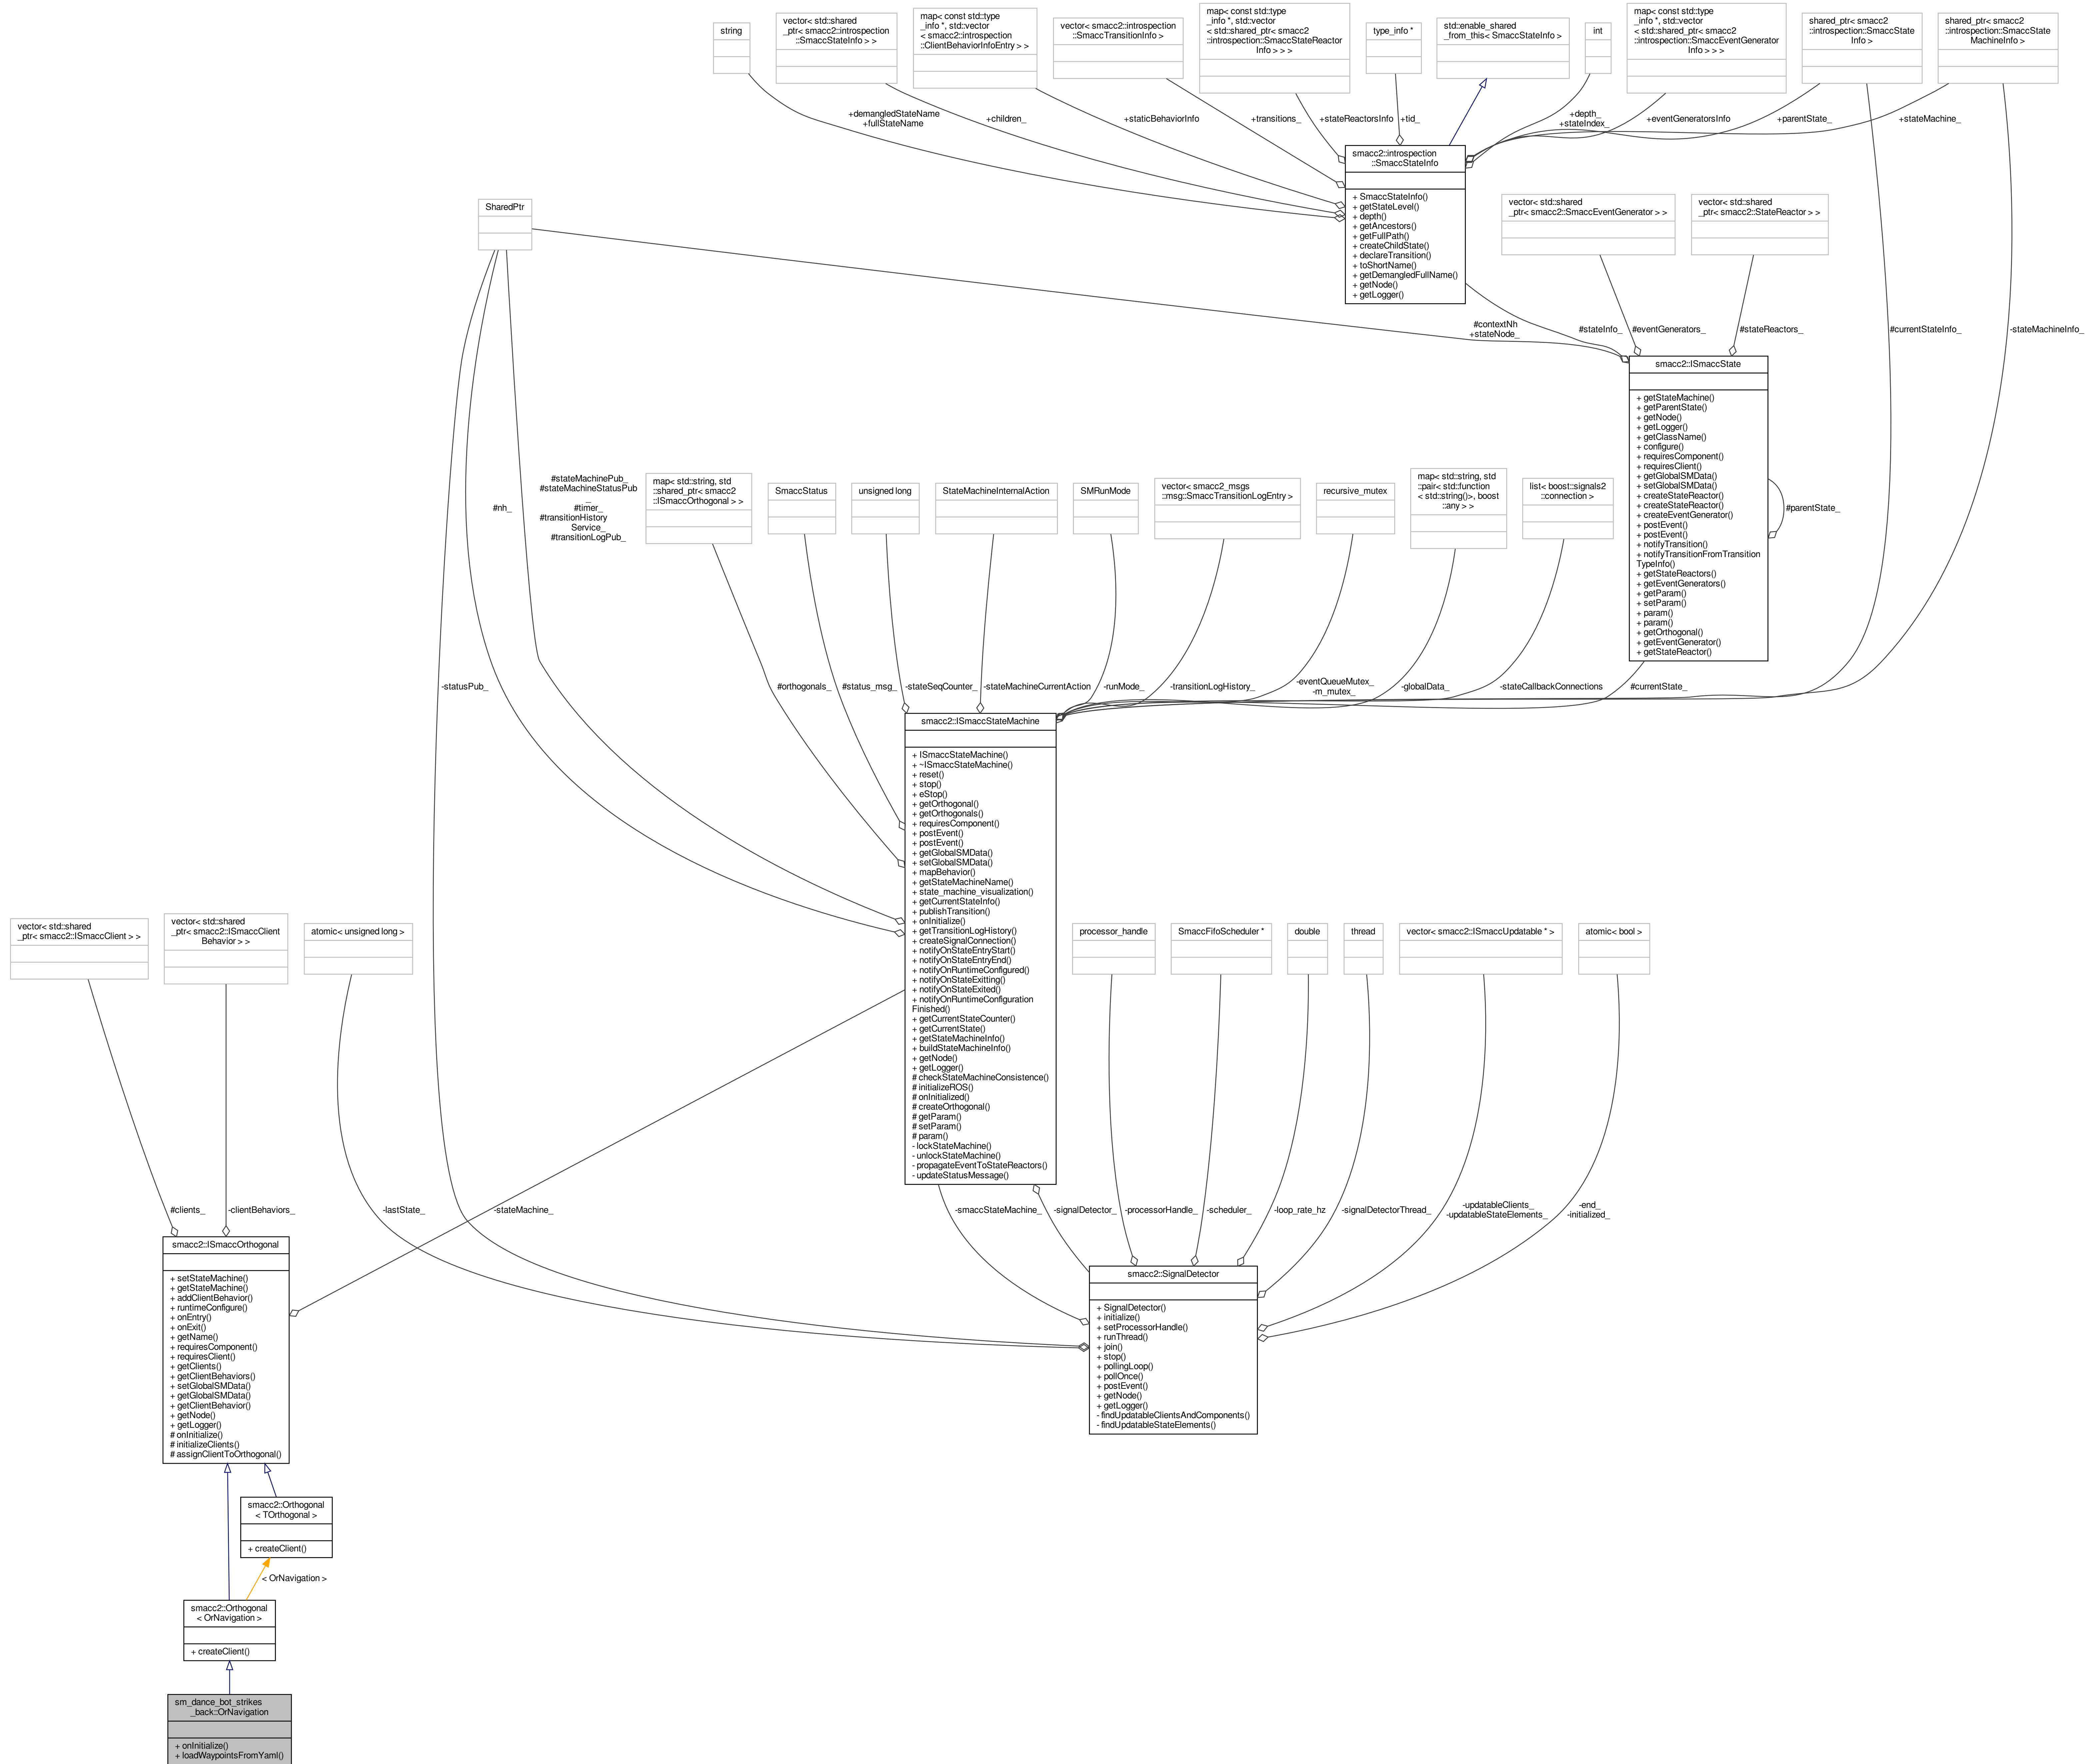 string
vector< std::shared
_ptr< smacc2::introspection
::SmaccStateInfo > >
map< const std::type
_info *, std::vector
< smacc2::introspection
::ClientBehaviorInfoEntry > >
vector< smacc2::introspection
::SmaccTransitionInfo >
map< const std::type
_info *, std::vector
< std::shared_ptr< smacc2
::introspection::SmaccStateReactor
Info > > >
type_info *
std::enable_shared
_from_this< SmaccStateInfo >
int
map< const std::type
_info *, std::vector
< std::shared_ptr< smacc2
::introspection::SmaccEventGenerator
Info > > >
shared_ptr< smacc2
::introspection::SmaccState
Info >
shared_ptr< smacc2
::introspection::SmaccState
MachineInfo >
+demangledStateName
+fullStateName
+children_
+staticBehaviorInfo
+transitions_
+stateReactorsInfo
+tid_
+depth_
+stateIndex_
+eventGeneratorsInfo
+parentState_
+stateMachine_
smacc2::introspection
::SmaccStateInfo
+ SmaccStateInfo()
+ getStateLevel()
+ depth()
+ getAncestors()
+ getFullPath()
+ createChildState()
+ declareTransition()
+ toShortName()
+ getDemangledFullName()
+ getNode()
+ getLogger()
SharedPtr
vector< std::shared
_ptr< smacc2::SmaccEventGenerator > >
vector< std::shared
_ptr< smacc2::StateReactor > >
#contextNh
+stateNode_
#stateInfo_
#eventGenerators_
#stateReactors_
#currentStateInfo_
-stateMachineInfo_
smacc2::ISmaccState
+ getStateMachine()
+ getParentState()
+ getNode()
+ getLogger()
+ getClassName()
+ configure()
+ requiresComponent()
+ requiresClient()
+ getGlobalSMData()
+ setGlobalSMData()
+ createStateReactor()
+ createStateReactor()
+ createEventGenerator()
+ postEvent()
+ postEvent()
+ notifyTransition()
+ notifyTransitionFromTransition
TypeInfo()
+ getStateReactors()
+ getEventGenerators()
+ getParam()
+ setParam()
+ param()
+ param()
+ getOrthogonal()
+ getEventGenerator()
+ getStateReactor()
#parentState_
#nh_
#stateMachinePub_
#stateMachineStatusPub
_
#timer_
#transitionHistory
Service_
#transitionLogPub_
map< std::string, std
::shared_ptr< smacc2
::ISmaccOrthogonal > >
SmaccStatus
unsigned long
StateMachineInternalAction
SMRunMode
vector< smacc2_msgs
::msg::SmaccTransitionLogEntry >
recursive_mutex
map< std::string, std
::pair< std::function
< std::string()>, boost
::any > >
list< boost::signals2
::connection >
-statusPub_
#orthogonals_
#status_msg_
-stateSeqCounter_
-stateMachineCurrentAction
-runMode_
-transitionLogHistory_
-eventQueueMutex_
-m_mutex_
-globalData_
-stateCallbackConnections
#currentState_
smacc2::ISmaccStateMachine
+ ISmaccStateMachine()
+ ~ISmaccStateMachine()
+ reset()
+ stop()
+ eStop()
+ getOrthogonal()
+ getOrthogonals()
+ requiresComponent()
+ postEvent()
+ postEvent()
+ getGlobalSMData()
+ setGlobalSMData()
+ mapBehavior()
+ getStateMachineName()
+ state_machine_visualization()
+ getCurrentStateInfo()
+ publishTransition()
+ onInitialize()
+ getTransitionLogHistory()
+ createSignalConnection()
+ notifyOnStateEntryStart()
+ notifyOnStateEntryEnd()
+ notifyOnRuntimeConfigured()
+ notifyOnStateExitting()
+ notifyOnStateExited()
+ notifyOnRuntimeConfiguration
Finished()
+ getCurrentStateCounter()
+ getCurrentState()
+ getStateMachineInfo()
+ buildStateMachineInfo()
+ getNode()
+ getLogger()
# checkStateMachineConsistence()
# initializeROS()
# onInitialized()
# createOrthogonal()
# getParam()
# setParam()
# param()
- lockStateMachine()
- unlockStateMachine()
- propagateEventToStateReactors()
- updateStatusMessage()
vector< std::shared
_ptr< smacc2::ISmaccClient > >
vector< std::shared
_ptr< smacc2::ISmaccClient
Behavior > >
atomic< unsigned long >
processor_handle
SmaccFifoScheduler *
double
thread
vector< smacc2::ISmaccUpdatable * >
atomic< bool >
#clients_
-clientBehaviors_
-lastState_
-stateMachine_
-smaccStateMachine_
-signalDetector_
-processorHandle_
-scheduler_
-loop_rate_hz
-signalDetectorThread_
-updatableClients_
-updatableStateElements_
-end_
-initialized_
smacc2::ISmaccOrthogonal
+ setStateMachine()
+ getStateMachine()
+ addClientBehavior()
+ runtimeConfigure()
+ onEntry()
+ onExit()
+ getName()
+ requiresComponent()
+ requiresClient()
+ getClients()
+ getClientBehaviors()
+ setGlobalSMData()
+ getGlobalSMData()
+ getClientBehavior()
+ getNode()
+ getLogger()
# onInitialize()
# initializeClients()
# assignClientToOrthogonal()
smacc2::SignalDetector
+ SignalDetector()
+ initialize()
+ setProcessorHandle()
+ runThread()
+ join()
+ stop()
+ pollingLoop()
+ pollOnce()
+ postEvent()
+ getNode()
+ getLogger()
- findUpdatableClientsAndComponents()
- findUpdatableStateElements()
smacc2::Orthogonal
< TOrthogonal >
+ createClient()
< OrNavigation >
smacc2::Orthogonal
< OrNavigation >
+ createClient()
sm_dance_bot_strikes
_back::OrNavigation
+ onInitialize()
+ loadWaypointsFromYaml()